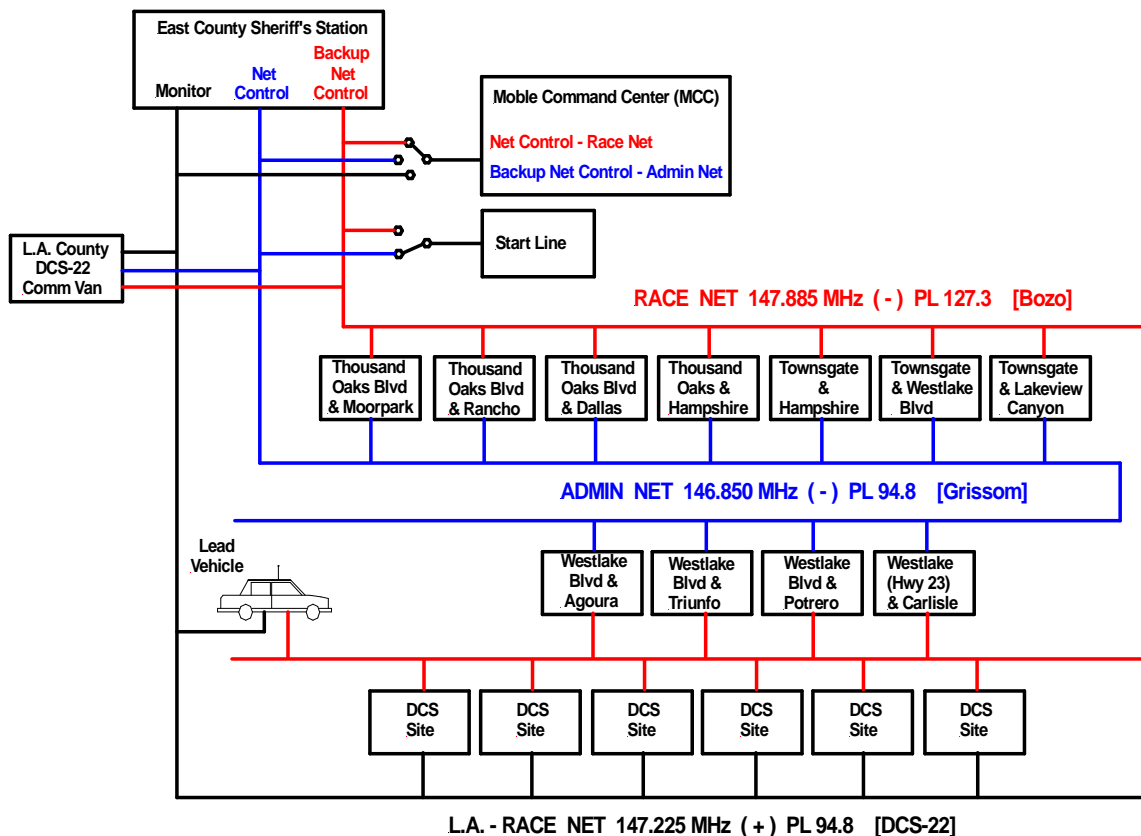 East County Sheriff's Station
Monitor
Net
Control
Backup
Net
Control
Moble Command Center (MCC)
Net Control - Race Net
Backup Net Control - Admin Net
Start Line
L.A. County
DCS-22
Comm Van
RACE NET 147.885 MHz ( - ) PL 127.3 [Bozo]
Thousand
Oaks Blvd
& Moorpark
Thousand
Oaks Blvd
& Rancho
Thousand
Oaks Blvd
& Dallas
Thousand
Oaks &
Hampshire
Townsgate
&
Hampshire
Townsgate
& Westlake
Blvd
Townsgate
& Lakeview
Canyon
ADMIN NET 146.850 MHz ( - ) PL 94.8 [Grissom]
Lead
Vehicle
Westlake
Blvd &
Agoura
Westlake
Blvd &
Triunfo
Westlake
Blvd &
Potrero
Westlake
(Hwy 23)
& Carlisle
DCS
Site
DCS
Site
DCS
Site
DCS
Site
DCS
Site
DCS
Site
L.A. - RACE NET 147.225 MHz ( + ) PL 94.8 [DCS-22]